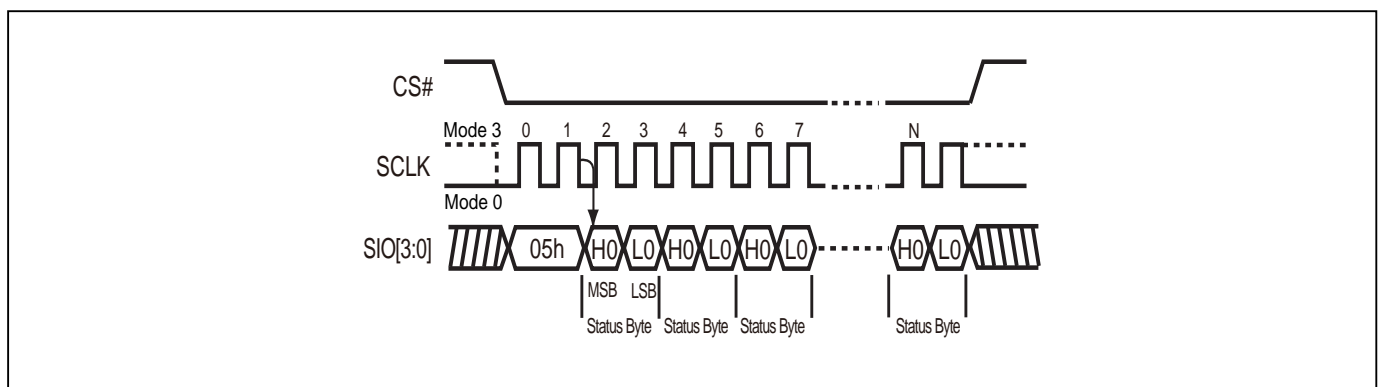 CS#
Mode 3 0 1 2 3 4 5 6 7 N
SCLK
Mode 0
SIO[3:0] 05h H0 L0 H0 L0 H0 L0 H0 L0
MSB LSB
Status Byte Status Byte Status Byte Status Byte